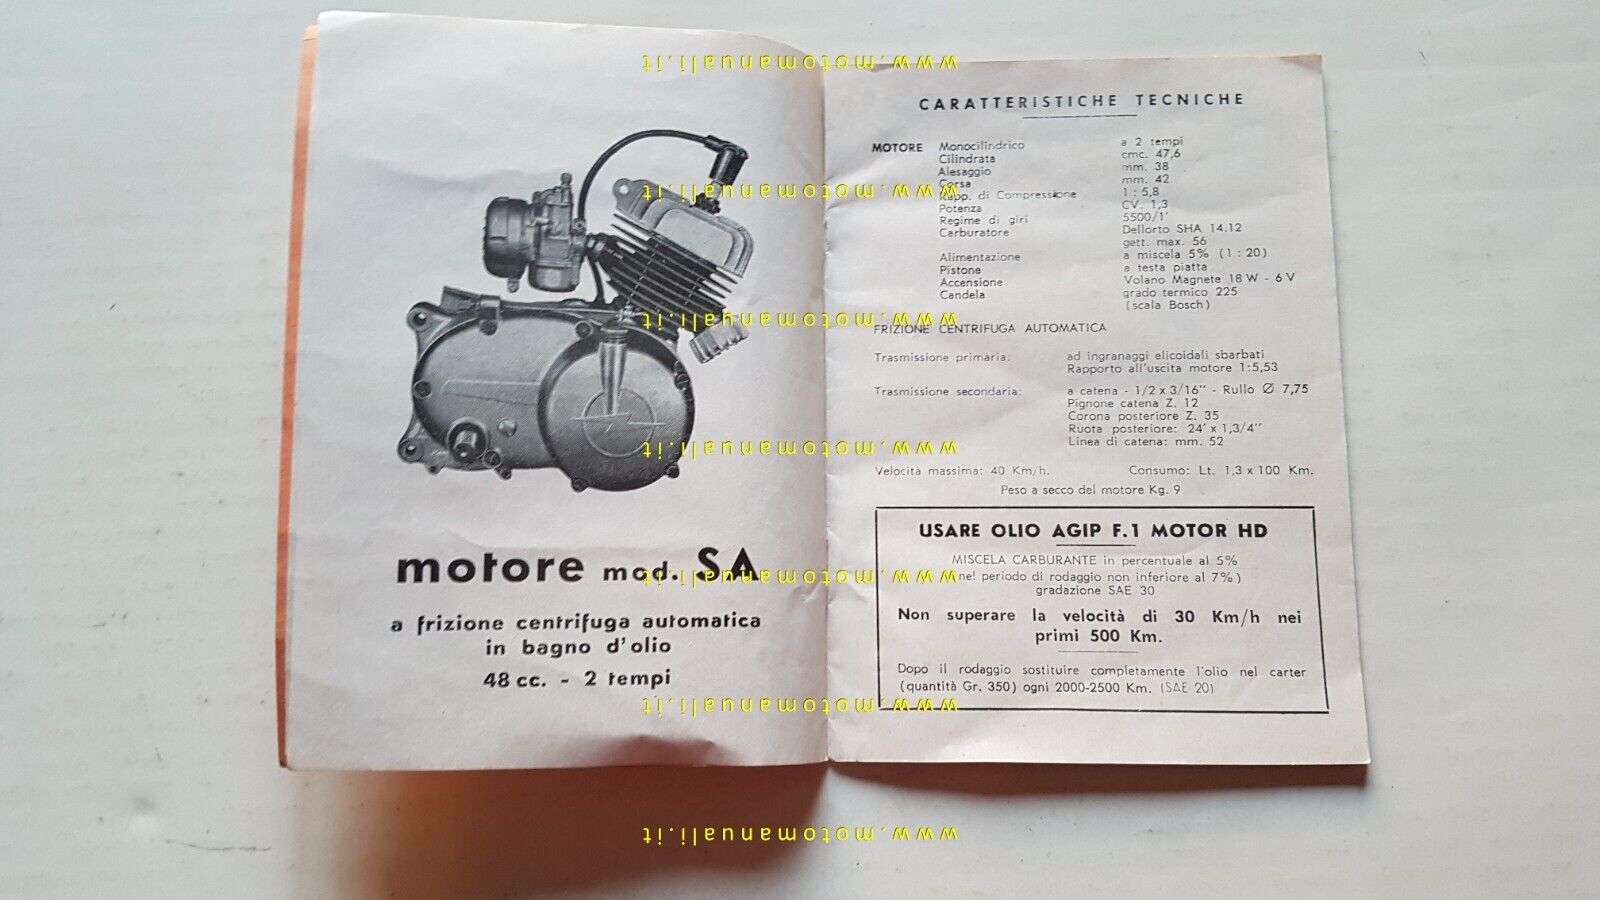 motore mod. SA
a frizione centrifuga automatica
in bagno d'olio
48 cc. - 2 tempi
CARATTERISTICHE TECNICHE
MOTORE Monocilindrico a 2 tempi
Cilindrata cmc. 47,6
Alesaggio mm. 38
Corsa mm. 42
Rapp. di Compressione 1 : 5,8
Potenza CV. 1,3
Regime di giri 5500/1'
Carburatore Dellorto SHA 14.12
gett. max. 56
Alimentazione a miscela 5% (1 : 20)
Pistone a testa piatta
Accensione Volano Magnete 18 W - 6 V
Candela grado termico 225
(scala Bosch)
FRIZIONE CENTRIFUGA AUTOMATICA
Trasmissione primaria: ad ingranaggi elicoidali sbarbati
Rapporto all'uscita motore 1:5,53
Trasmissione secondaria: a catena - 1/2 x 3/16" - Rullo Ø 7,75
Pignone catena Z. 12
Corona posteriore Z. 35
Ruota posteriore: 24' x 1,3/4"
Linea di catena: mm. 52
Velocità massima: 40 Km/h. Consumo: Lt. 1,3 x 100 Km.
Peso a secco del motore Kg. 9
USARE OLIO AGIP F.1 MOTOR HD
MISCELA CARBURANTE in percentuale al 5%
(nel periodo di rodaggio non inferiore al 7%)
gradazione SAE 30
Non superare la velocità di 30 Km/h nei
primi 500 Km.
Dopo il rodaggio sostituire completamente l'olio nel carter
(quantità Gr. 350) ogni 2000-2500 Km. (SAE 20)
www.motomanuali.it
www.motomanuali.it
www.motomanuali.it
www.motomanuali.it
www.motomanuali.it
www.motomanuali.it
www.motomanuali.it